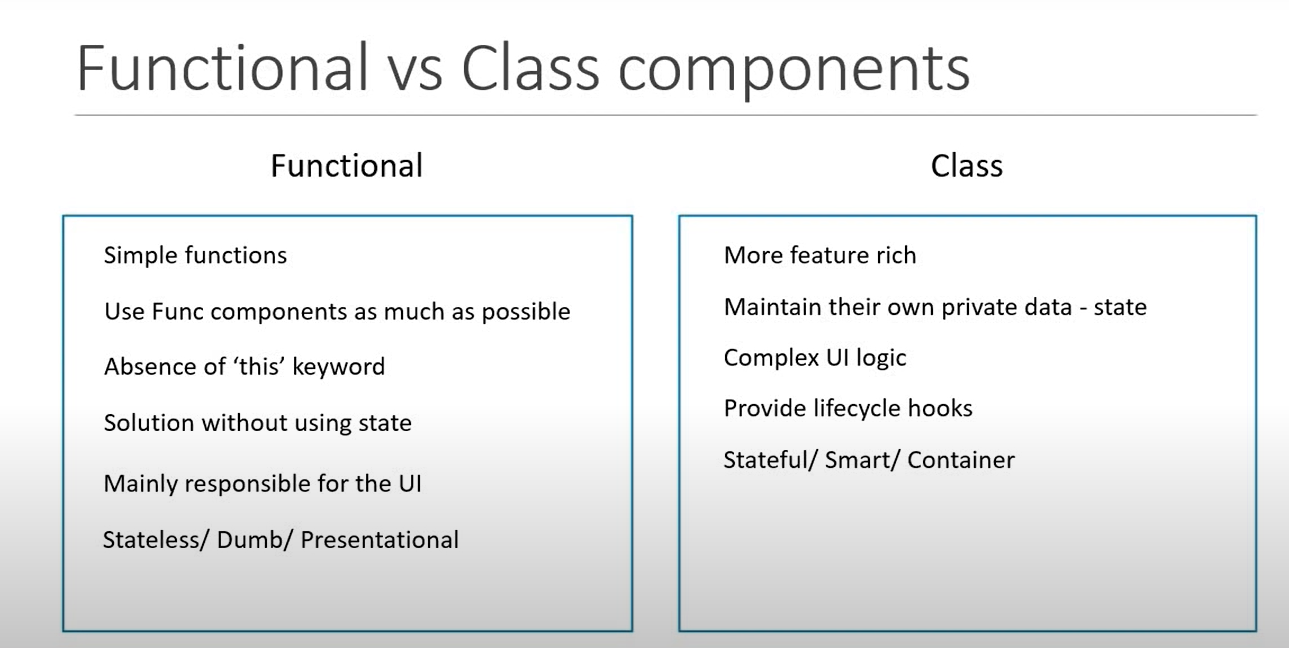 Functional vs Class components
Functional
Simple functions
Use Func components as much as possible
Absence of ‘this’ keyword
Solution without using state
Mainly responsible for the UI
Stateless/ Dumb/ Presentational
Class
More feature rich
Maintain their own private data - state
Complex UI logic
Provide lifecycle hooks
Stateful/ Smart/ Container